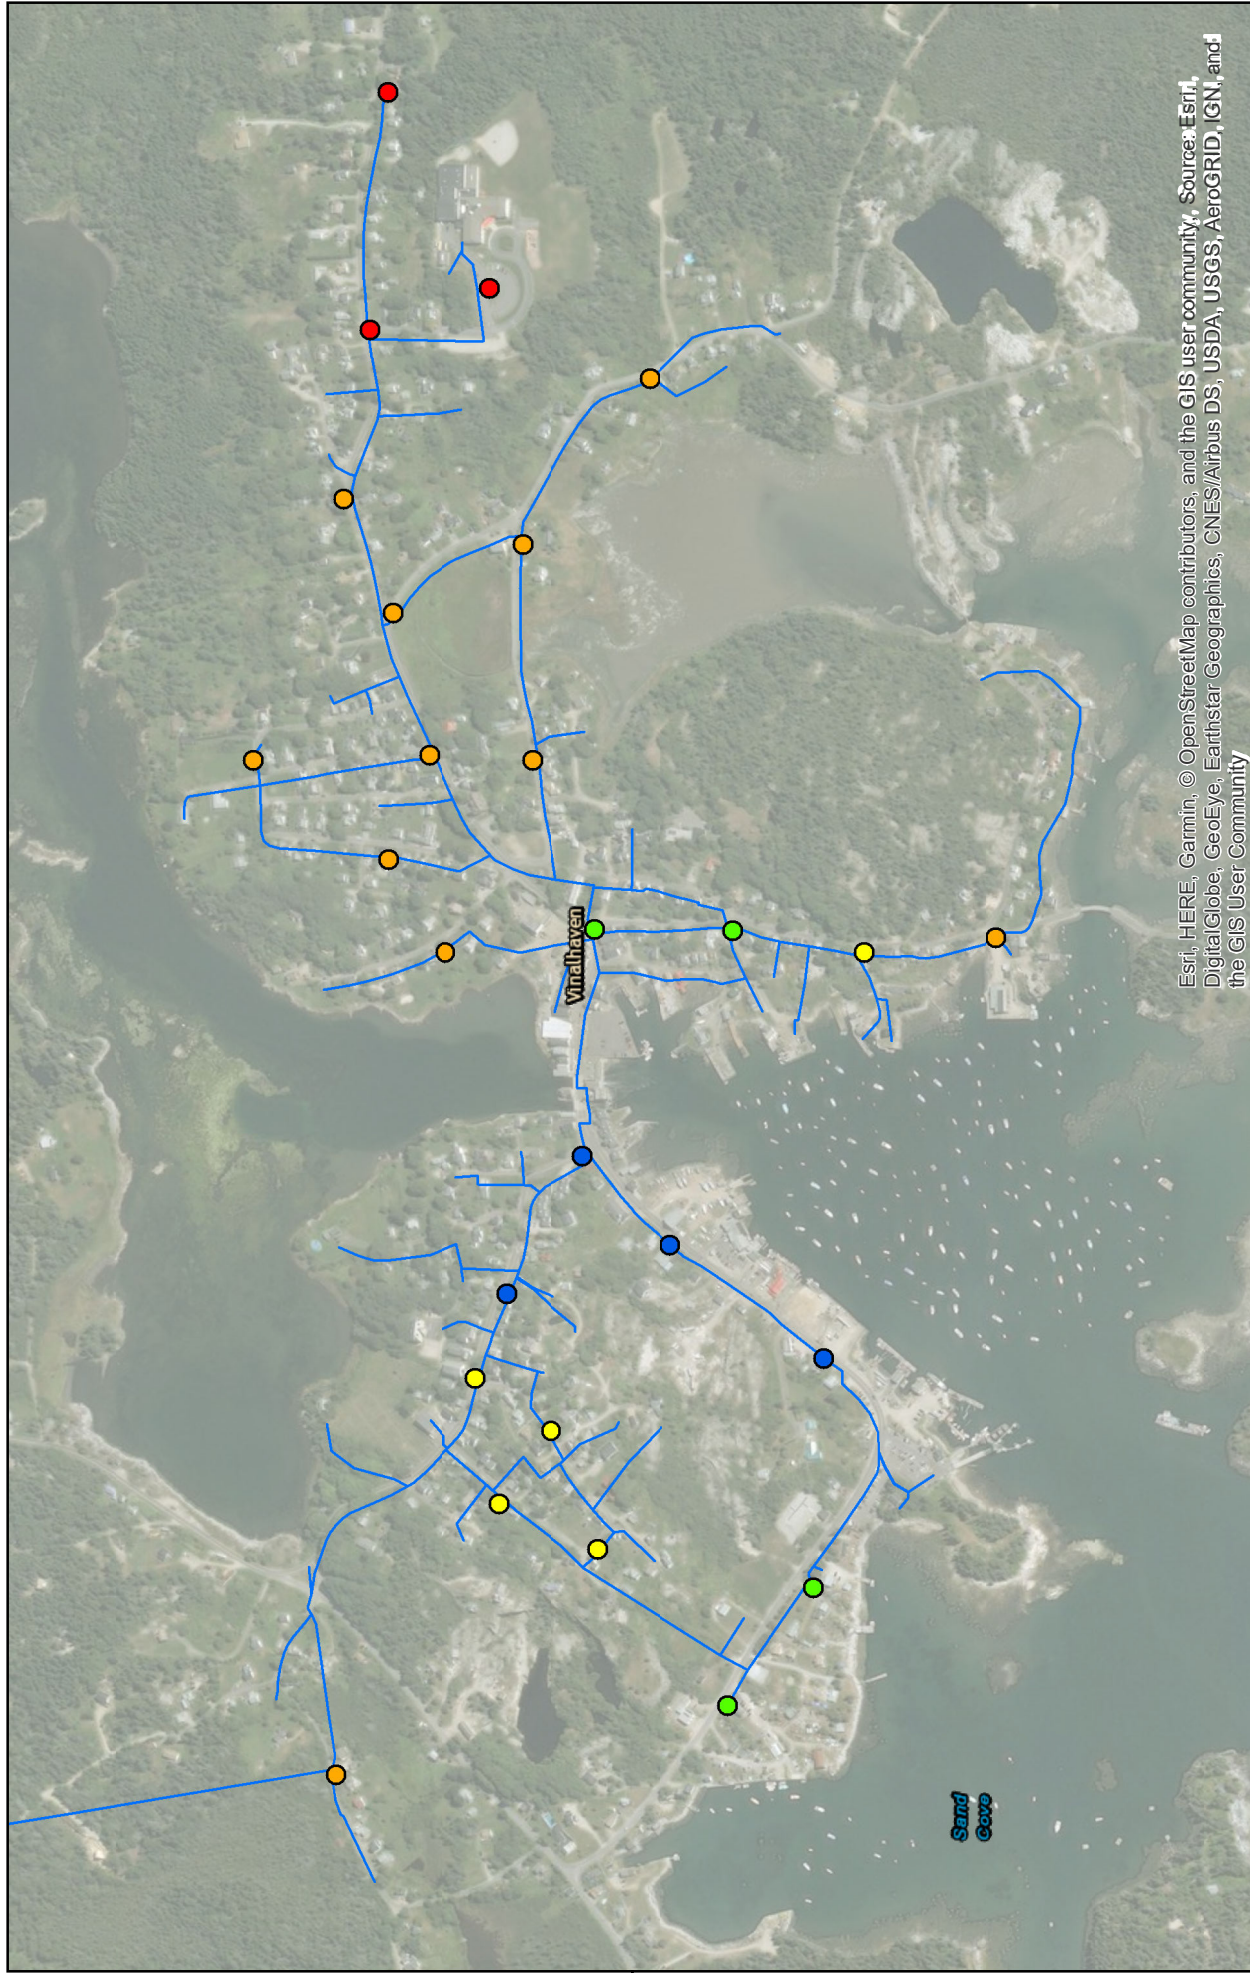 Vinalhaven
Sand
Cove
Esri, HERE, Garmin, © OpenStreetMap contributors, and the GIS user community, Source: Esri,
DigitalGlobe, GeoEye, Earthstar Geographics, CNES/Airbus DS, USDA, USGS, AeroGRID, IGN, and
the GIS User Community